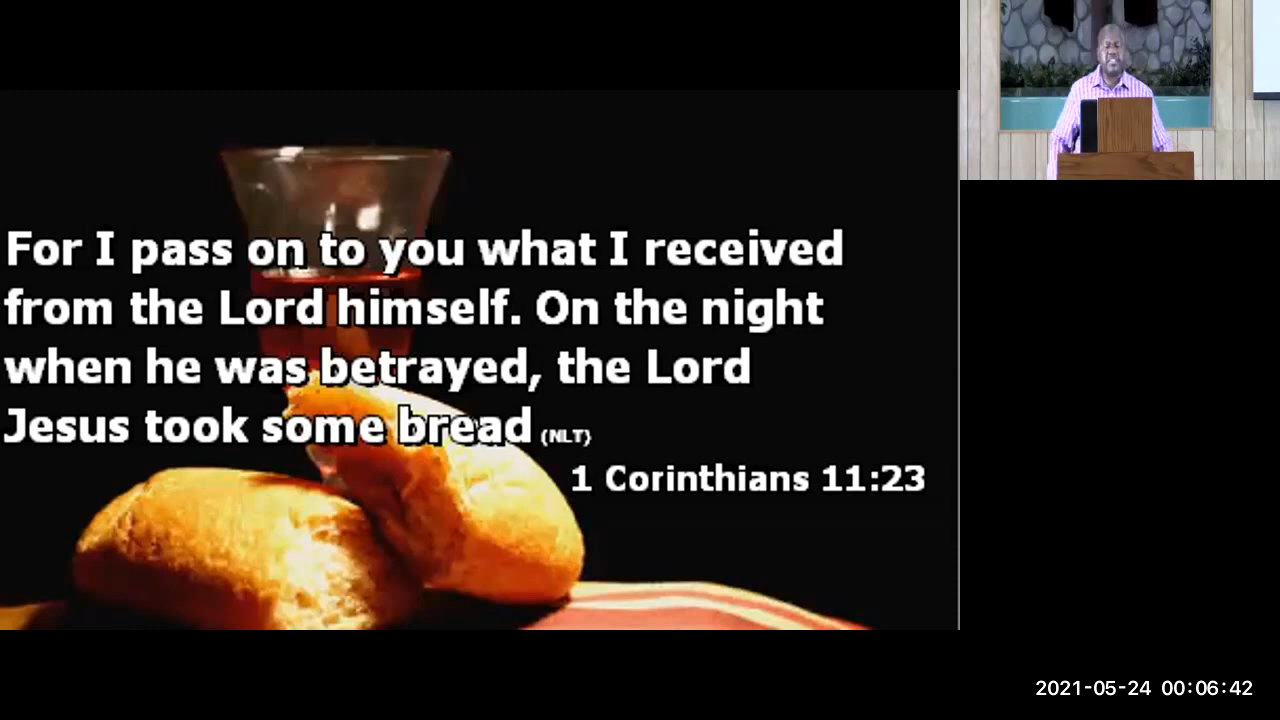 For I pass on to you what I received
from the Lord himself. On the night
when he was betrayed, the Lord
Jesus took some bread (NLT)
1 Corinthians 11:23
2021-05-24 00:06:42